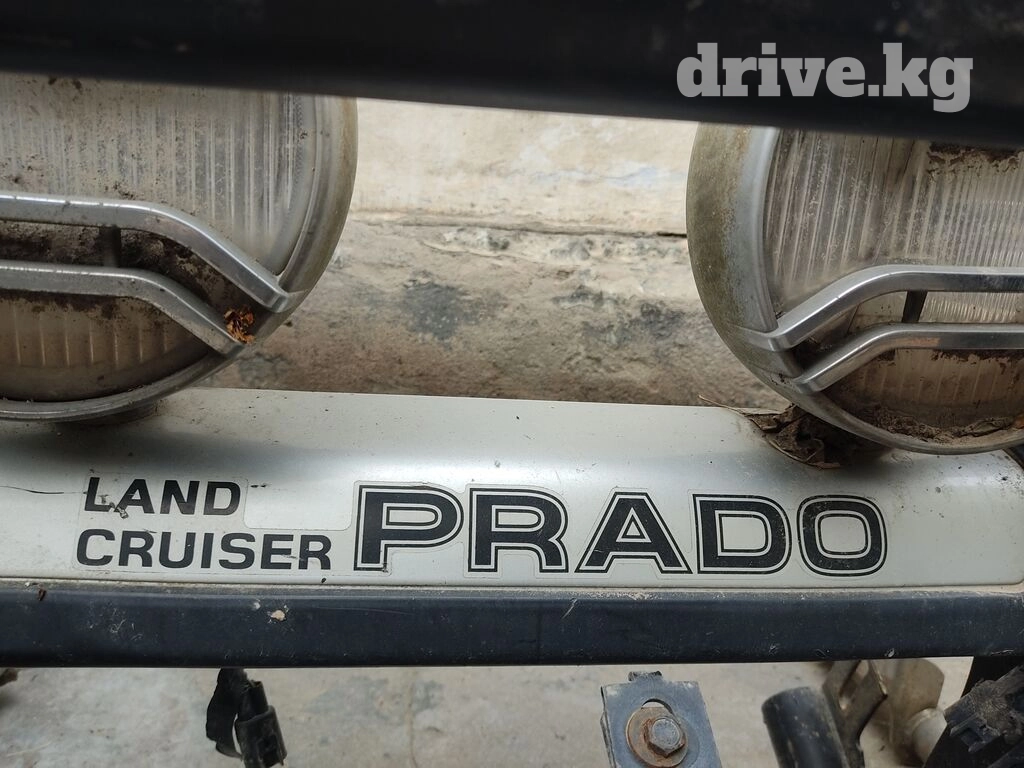 drive.kg
LAND
CRUISER PRADO